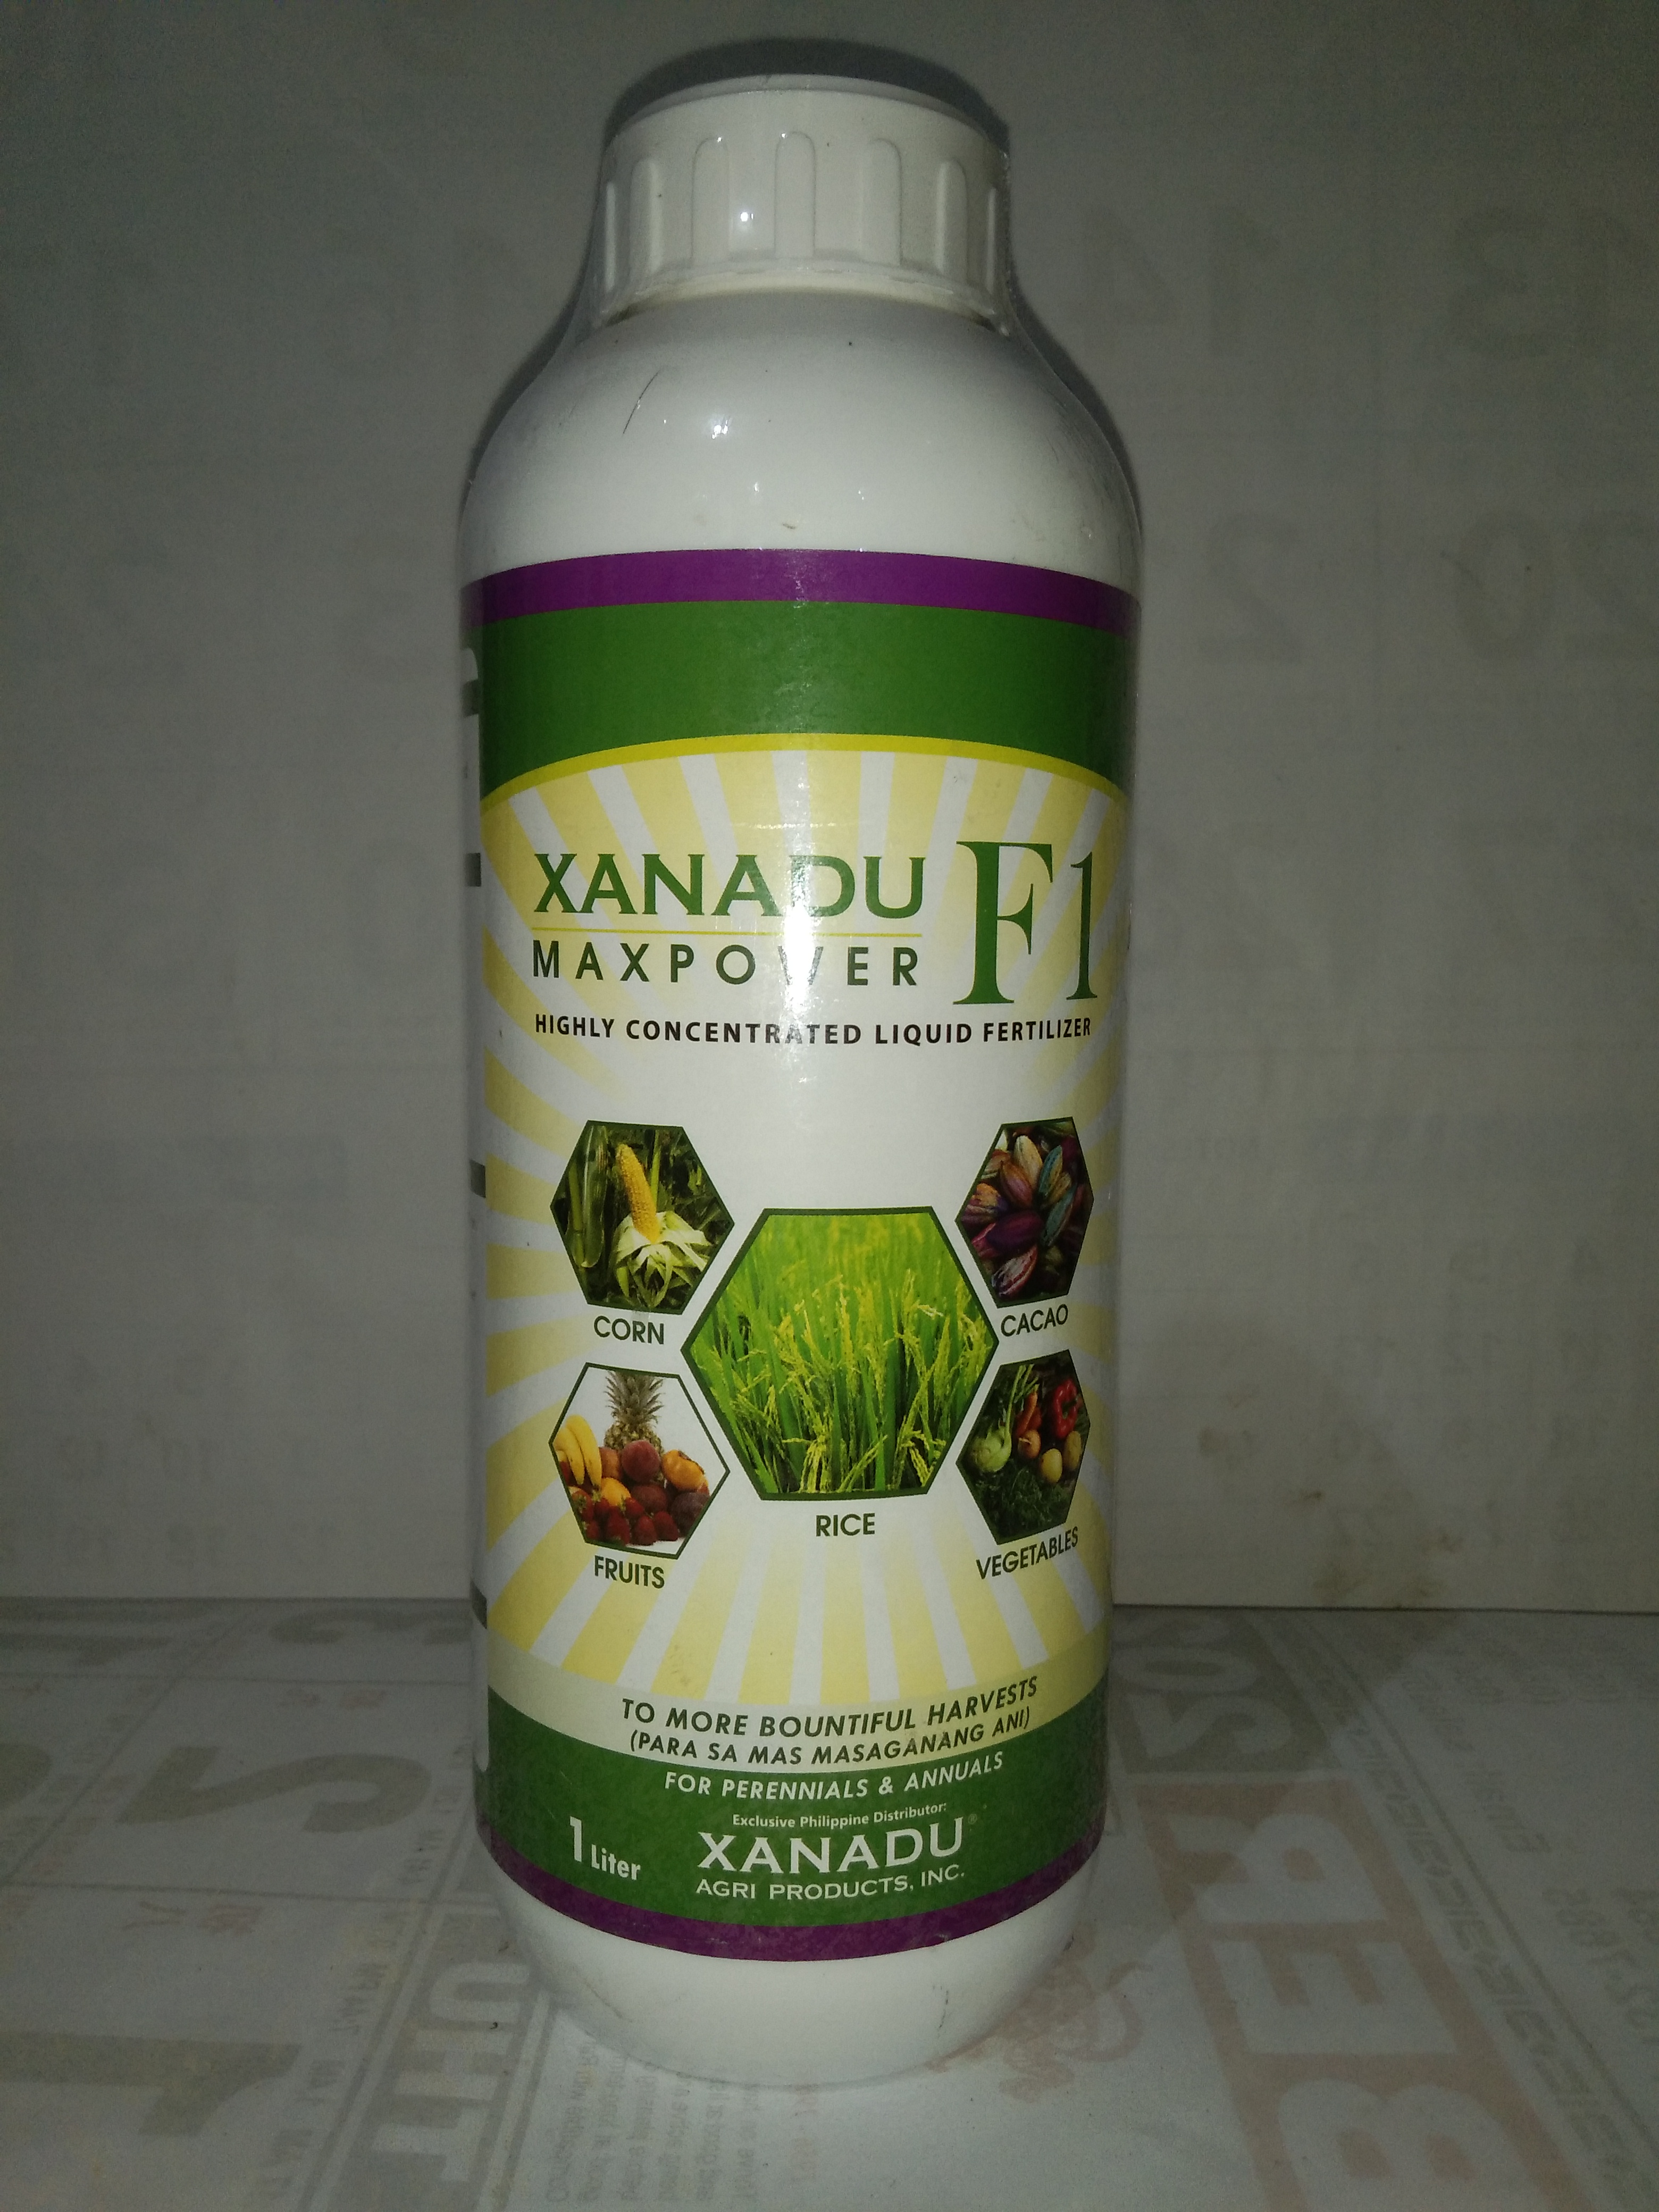 XANADU
MAXPOWER
F1
HIGHLY CONCENTRATED LIQUID FERTILIZER
CORN
CACAO
RICE
FRUITS
VEGETABLES
TO MORE BOUNTIFUL HARVESTS
(PARA SA MAS MASAGANANG ANI)
FOR PERENNIALS & ANNUALS
Exclusive Philippine Distributor:
1 Liter
XANADU®
AGRI PRODUCTS, INC.